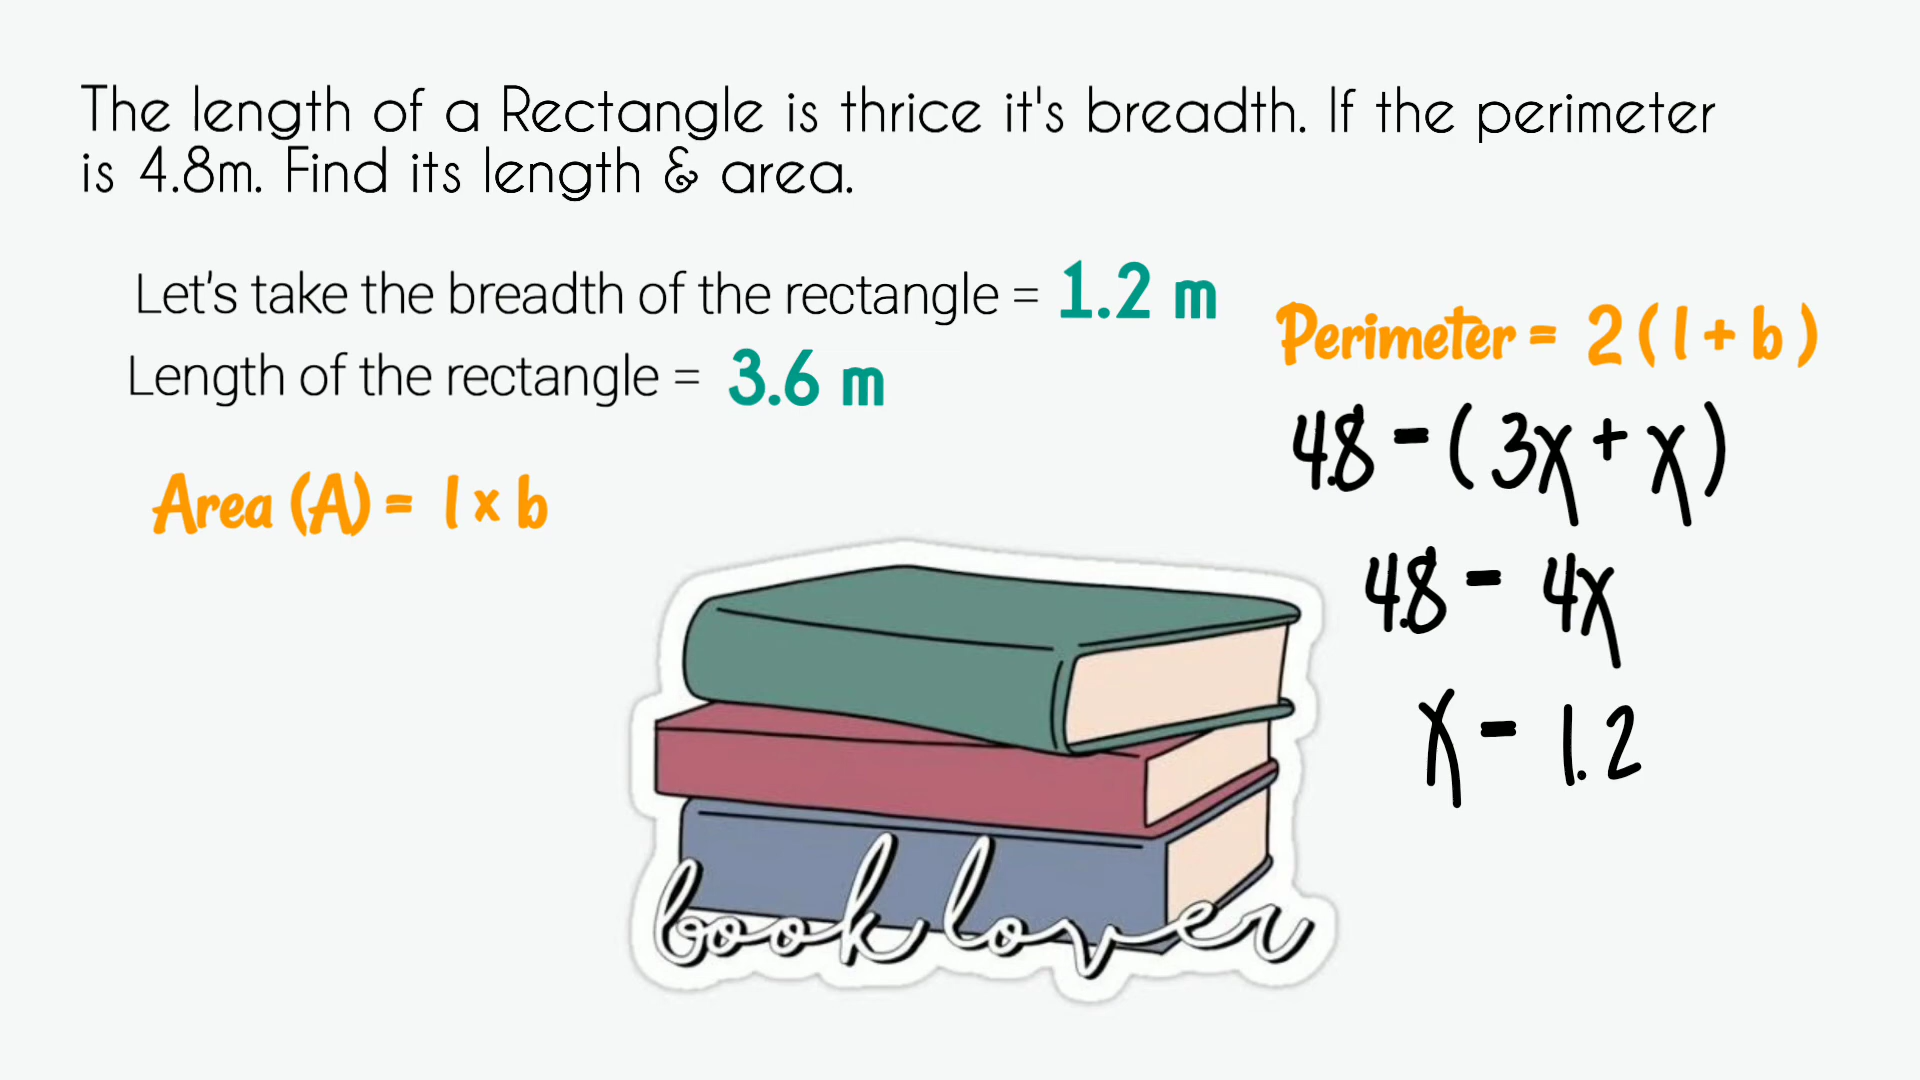 The length of a Rectangle is thrice it's breadth. If the perimeter
is 4.8m. Find its length & area.
Let's take the breadth of the rectangle = 1.2 m
Length of the rectangle = 3.6 m
Area (A) = l × b
Perimeter = 2 ( l + b )
4.8 = ( 3x + x )
4.8 = 4x
x = 1.2
book lover